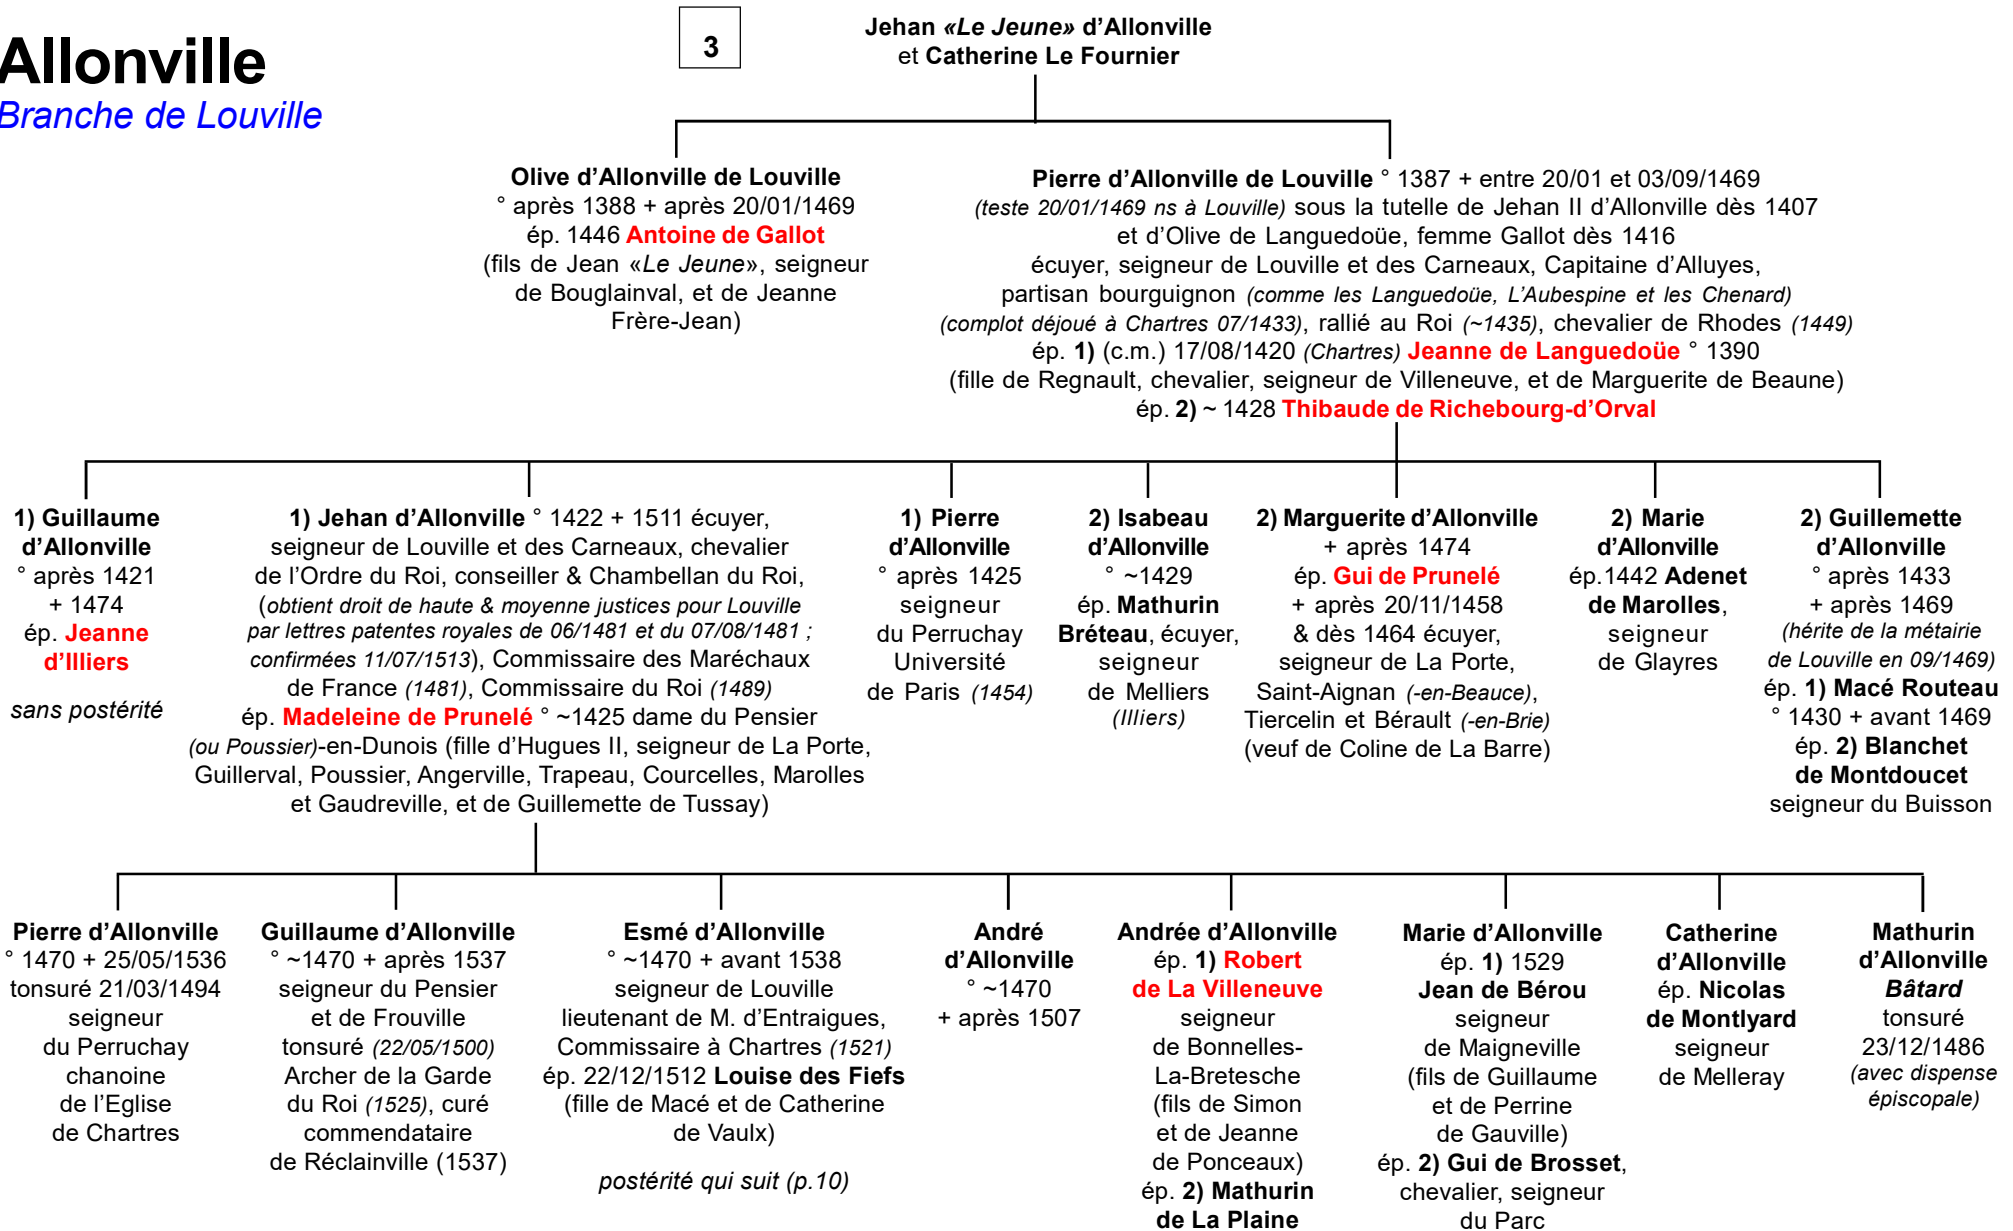 Allonville
Branche de Louville
3
Jehan «Le Jeune» d'Allonville
et Catherine Le Fournier
Olive d'Allonville de Louville
° après 1388 + après 20/01/1469
ép. 1446 Antoine de Gallot
(fils de Jean «Le Jeune», seigneur
de Bouglainval, et de Jeanne
Frère-Jean)
Pierre d'Allonville de Louville ° 1387 + entre 20/01 et 03/09/1469
(teste 20/01/1469 ns à Louville) sous la tutelle de Jehan II d'Allonville dès 1407
et d'Olive de Languedoüe, femme Gallot dès 1416
écuyer, seigneur de Louville et des Carneaux, Capitaine d'Alluyes,
partisan bourguignon (comme les Languedoüe, L'Aubespine et les Chenard)
(complot déjoué à Chartres 07/1433), rallié au Roi (~1435), chevalier de Rhodes (1449)
ép. 1) (c.m.) 17/08/1420 (Chartres) Jeanne de Languedoüe ° 1390
(fille de Regnault, chevalier, seigneur de Villeneuve, et de Marguerite de Beaune)
ép. 2) ~ 1428 Thibaude de Richebourg-d'Orval
1) Guillaume
d'Allonville
° après 1421
+ 1474
ép. Jeanne
d'Illiers
sans postérité
1) Jehan d'Allonville ° 1422 + 1511 écuyer,
seigneur de Louville et des Carneaux, chevalier
de l'Ordre du Roi, conseiller & Chambellan du Roi,
(obtient droit de haute & moyenne justices pour Louville
par lettres patentes royales de 06/1481 et du 07/08/1481 ;
confirmées 11/07/1513), Commissaire des Maréchaux
de France (1481), Commissaire du Roi (1489)
ép. Madeleine de Prunelé ° ~1425 dame du Pensier
(ou Poussier)-en-Dunois (fille d'Hugues II, seigneur de La Porte,
Guillerval, Poussier, Angerville, Trapeau, Courcelles, Marolles
et Gaudreville, et de Guillemette de Tussay)
1) Pierre
d'Allonville
° après 1425
seigneur
du Perruchay
Université
de Paris (1454)
2) Isabeau
d'Allonville
° ~1429
ép. Mathurin
Bréteau, écuyer,
seigneur
de Melliers
(Illiers)
2) Marguerite d'Allonville
+ après 1474
ép. Gui de Prunelé
+ après 20/11/1458
& dès 1464 écuyer,
seigneur de La Porte,
Saint-Aignan (-en-Beauce),
Tiercelin et Bérault (-en-Brie)
(veuf de Coline de La Barre)
2) Marie
d'Allonville
ép.1442 Adenet
de Marolles,
seigneur
de Glayres
2) Guillemette
d'Allonville
° après 1433
+ après 1469
(hérite de la métairie
de Louville en 09/1469)
ép. 1) Macé Routeau
° 1430 + avant 1469
ép. 2) Blanchet
de Montdoucet
seigneur du Buisson
Pierre d'Allonville
° 1470 + 25/05/1536
tonsuré 21/03/1494
seigneur
du Perruchay
chanoine
de l'Eglise
de Chartres
Guillaume d'Allonville
° ~1470 + après 1537
seigneur du Pensier
et de Frouville
tonsuré (22/05/1500)
Archer de la Garde
du Roi (1525), curé
commendataire
de Réclainville (1537)
Esmé d'Allonville
° ~1470 + avant 1538
seigneur de Louville
lieutenant de M. d'Entraigues,
Commissaire à Chartres (1521)
ép. 22/12/1512 Louise des Fiefs
(fille de Macé et de Catherine
de Vaulx)
postérité qui suit (p.10)
André
d'Allonville
° ~1470
+ après 1507
Andrée d'Allonville
ép. 1) Robert
de La Villeneuve
seigneur
de Bonnelles-
La-Bretesche
(fils de Simon
et de Jeanne
de Ponceaux)
ép. 2) Mathurin
de La Plaine
Marie d'Allonville
ép. 1) 1529
Jean de Bérou
seigneur
de Maigneville
(fils de Guillaume
et de Perrine
de Gauville)
ép. 2) Gui de Brosset,
chevalier, seigneur
du Parc
Catherine
d'Allonville
ép. Nicolas
de Montlyard
seigneur
de Melleray
Mathurin
d'Allonville
Bâtard
tonsuré
23/12/1486
(avec dispense
épiscopale)